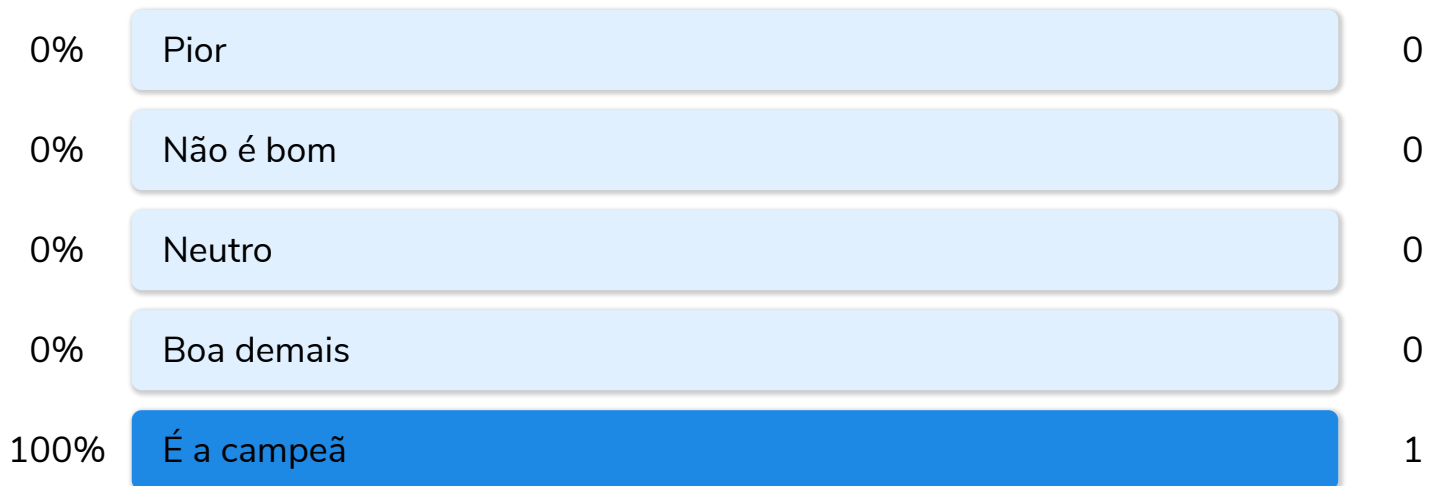 0% Pior 0
0% Não é bom 0
0% Neutro 0
0% Boa demais 0
100% É a campeã 1